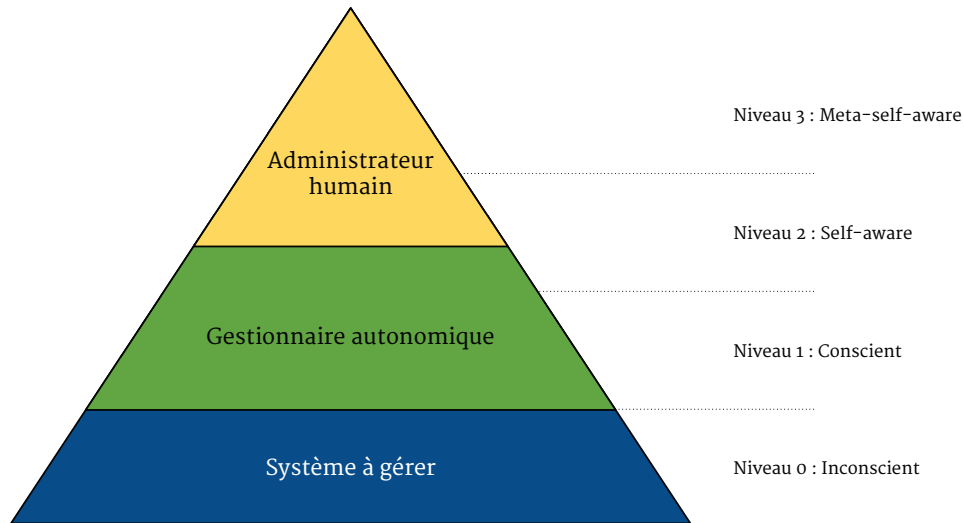 Niveau 3 : Meta-self-aware
Administrateur
humain
Niveau 2 : Self-aware
Gestionnaire autonomique
Niveau 1 : Conscient
Système à gérer
Niveau 0 : Inconscient